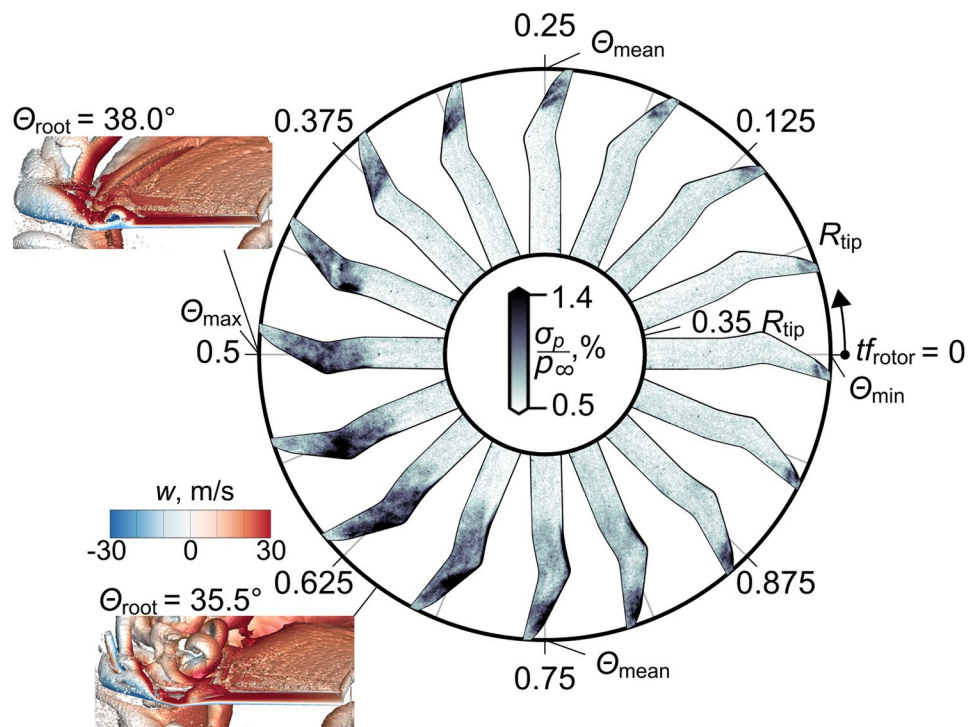 0.25
Θmean
Θroot = 38.0°
0.375
0.125
Rtip
1.4
Θmax
0.35 Rtip
σp
p∞ , %
0.5
tfrotor = 0
0.5
Θmin
w, m/s
-30 0 30
0.625
0.875
Θroot = 35.5°
Θmean
0.75